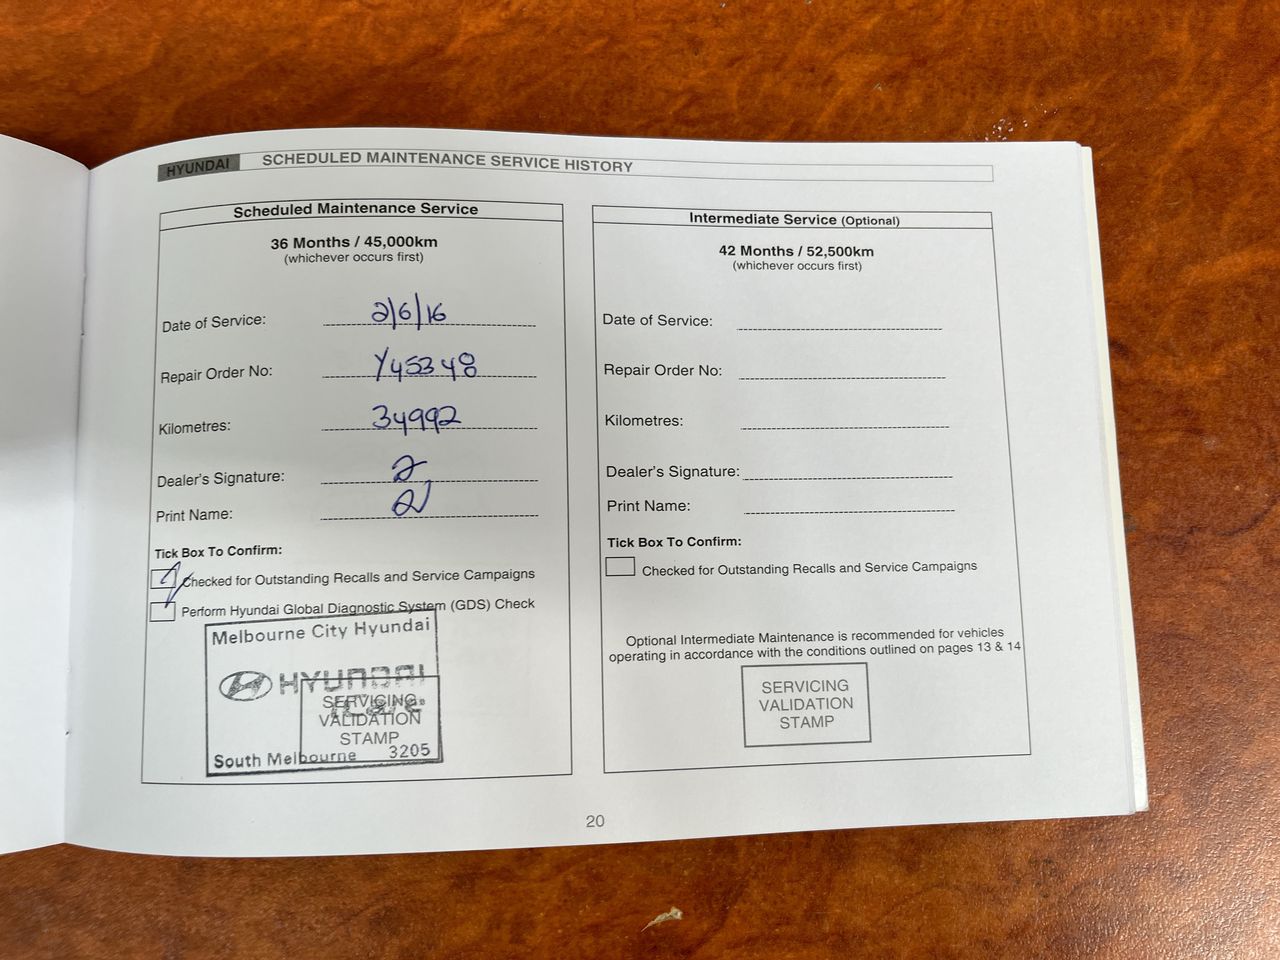 HYUNDAI SCHEDULED MAINTENANCE SERVICE HISTORY
Scheduled Maintenance Service
36 Months / 45,000km
(whichever occurs first)
Date of Service: 2/6/16
Repair Order No: Y45348
Kilometres: 34992
Dealer's Signature:
Print Name:
Tick Box To Confirm:
Checked for Outstanding Recalls and Service Campaigns
Perform Hyundai Global Diagnostic System (GDS) Check
Melbourne City Hyundai
HYUNDAI
SERVICING
VALIDATION
STAMP
South Melbourne 3205
Intermediate Service (Optional)
42 Months / 52,500km
(whichever occurs first)
Date of Service:
Repair Order No:
Kilometres:
Dealer's Signature:
Print Name:
Tick Box To Confirm:
Checked for Outstanding Recalls and Service Campaigns
Optional Intermediate Maintenance is recommended for vehicles
operating in accordance with the conditions outlined on pages 13 & 14
SERVICING
VALIDATION
STAMP
20